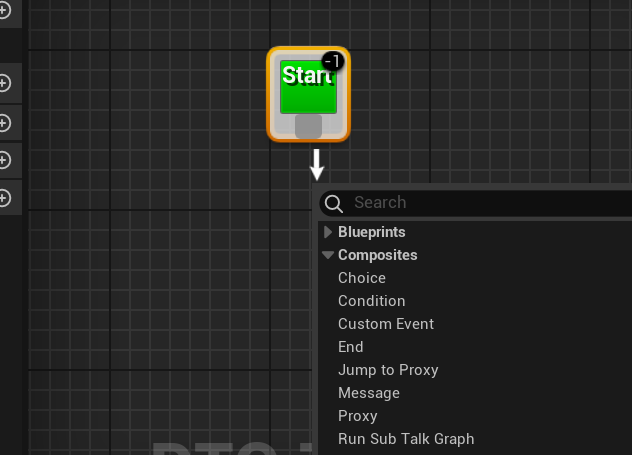 -1
Start
Search
Blueprints
Composites
Choice
Condition
Custom Event
End
Jump to Proxy
Message
Proxy
Run Sub Talk Graph